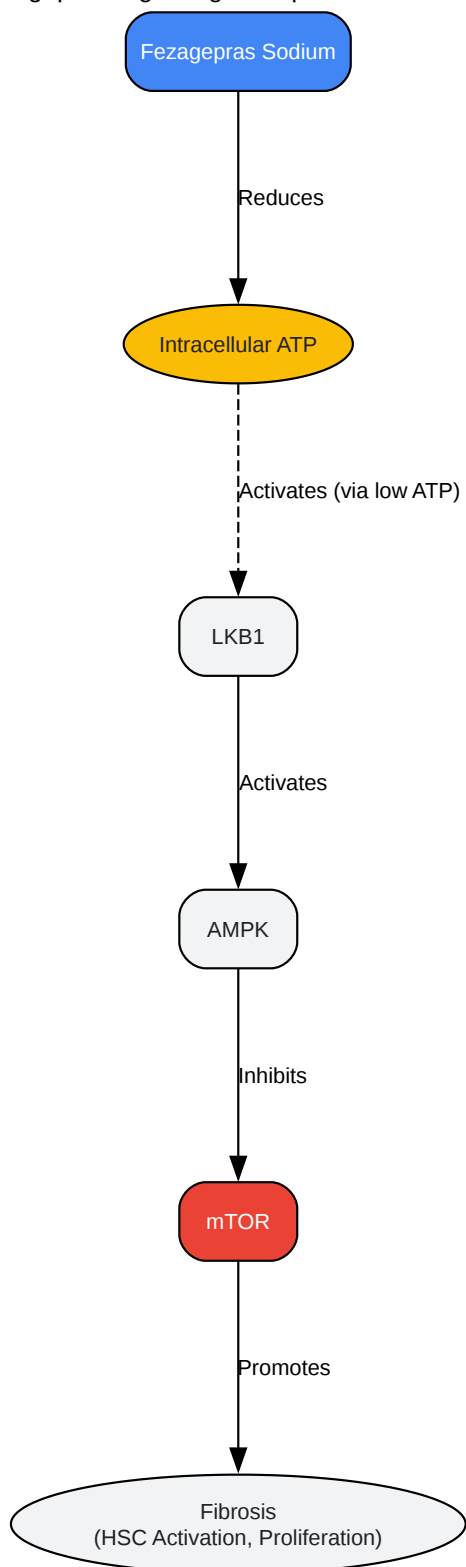 Fezagepras Sodium
Reduces
Intracellular ATP
Activates (via low ATP)
LKB1
Activates
AMPK
Inhibits
mTOR
Promotes
Fibrosis
(HSC Activation, Proliferation)